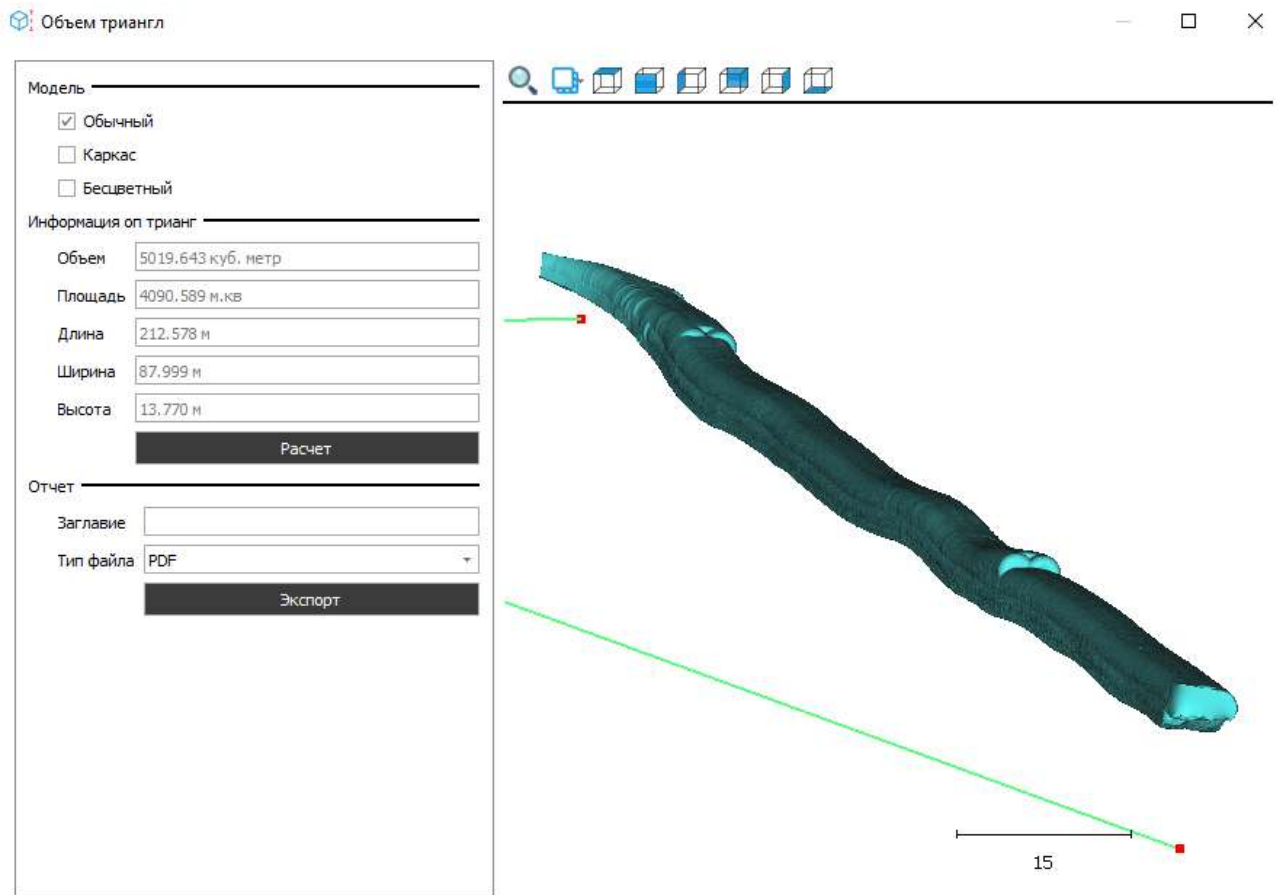 Объем триангл
Модель
Обычный
Каркас
Бесцветный
Информация оп трианг
Объем 5019.643 куб. метр
Площадь 4090.589 м.кв
Длина 212.578 м
Ширина 87.999 м
Высота 13.770 м
Расчет
Отчет
Заглавие
Тип файла PDF
Экспорт
15